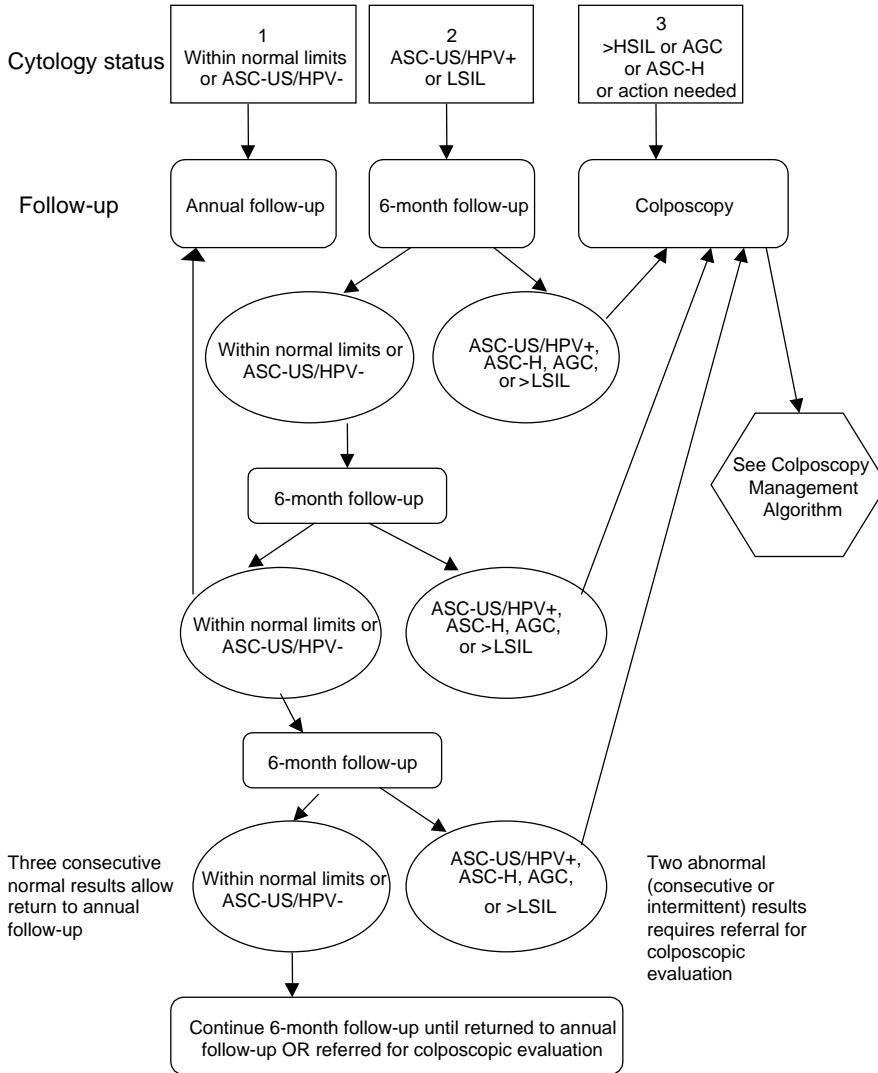 Cytology status
1
Within normal limits
or ASC-US/HPV-
2
ASC-US/HPV+
or LSIL
3
>HSIL or AGC
or ASC-H
or action needed
Follow-up
Annual follow-up
6-month follow-up
Colposcopy
Within normal limits or
ASC-US/HPV-
ASC-US/HPV+,
ASC-H, AGC,
or >LSIL
See Colposcopy
Management
Algorithm
6-month follow-up
Within normal limits or
ASC-US/HPV-
ASC-US/HPV+,
ASC-H, AGC,
or >LSIL
6-month follow-up
Three consecutive
normal results allow
return to annual
follow-up
Within normal limits or
ASC-US/HPV-
ASC-US/HPV+,
ASC-H, AGC,
or >LSIL
Two abnormal
(consecutive or
intermittent) results
requires referral for
colposcopic
evaluation
Continue 6-month follow-up until returned to annual
follow-up OR referred for colposcopic evaluation